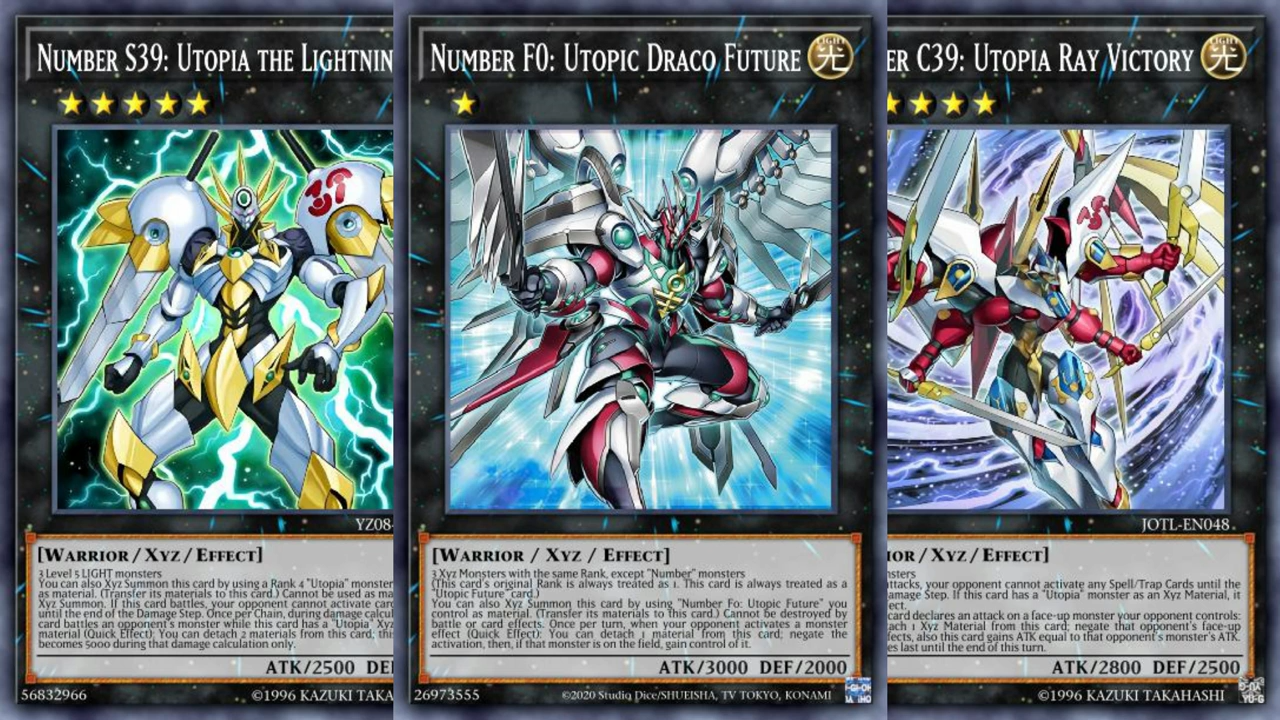 NUMBER S39: UTOPIA THE LIGHTNIN
39
YZ08-
[WARRIOR / XYZ / EFFECT]
3 Level 5 LIGHT monsters
You can also Xyz Summon this card by using a Rank 4 "Utopia" monster
as material. (Transfer its materials to this card.) Cannot be used as ma
Xyz Summon. If this card battles, your opponent cannot activate car
until the end of the Damage Step. Once per Chain, during damage calcul
card battles an opponent's monster while this card has a "Utopia" Xy
material (Quick Effect): You can detach 2 materials from this card; thi
becomes 5000 during that damage calculation only.
ATK/2500 DEF
56832966
©1996 KAZUKI TAKA
NUMBER F0: UTOPIC DRACO FUTURE
LIGHT
光
[WARRIOR / XYZ / EFFECT]
3 Xyz Monsters with the same Rank, except "Number" monsters
(This card's original Rank is always treated as 1. This card is always treated as a
"Utopic Future" card.)
You can also Xyz Summon this card by using "Number F0: Utopic Future" you
control as material. (Transfer its materials to this card.) Cannot be destroyed by
battle or card effects. Once per turn, when your opponent activates a monster
effect (Quick Effect): You can detach 1 material from this card; negate the
activation, then, if that monster is on the field, gain control of it.
ATK/3000 DEF/2000
26973555
©2020 Studio Dice/SHUEISHA, TV TOKYO, KONAMI
ER C39: UTOPIA RAY VICTORY
LIGHT
光
39
JOTL-EN048
IOR / XYZ / EFFECT]
nsters
attacks, your opponent cannot activate any Spell/Trap Cards until the
amage Step. If this card has a "Utopia" monster as an Xyz Material, it
ect.
card declares an attack on a face-up monster your opponent controls:
ach 1 Xyz Material from this card; negate that opponent's face-up
fects, also this card gains ATK equal to that opponent's monster's ATK.
es last until the end of this turn.
ATK/2800 DEF/2500
©1996 KAZUKI TAKAHASHI